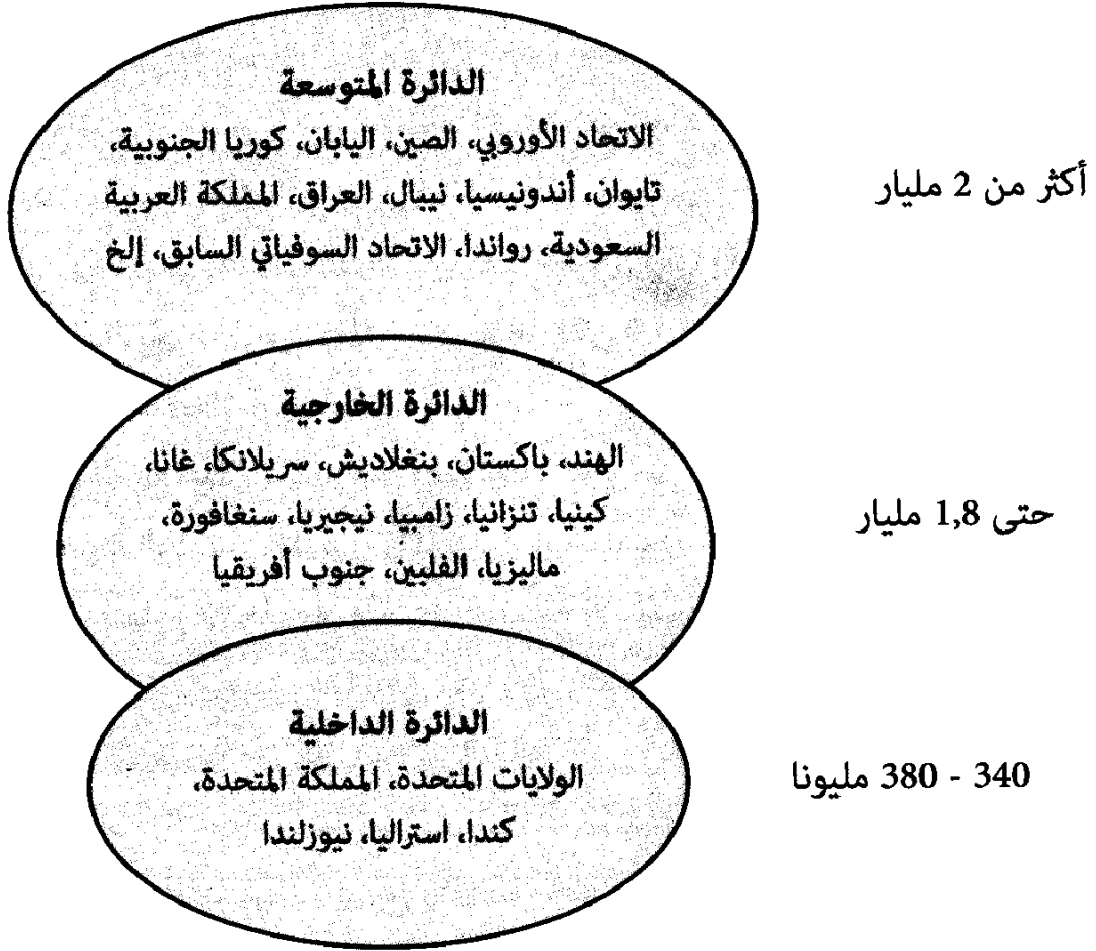 الدائرة المتوسعة
الاتحاد الأوروبي، الصين، اليابان، كوريا الجنوبية،
تايوان، أندونيسيا، نيبال، العراق، المملكة العربية
السعودية، رواندا، الاتحاد السوفياتي السابق، إلخ
أكثر من 2 مليار
الدائرة الخارجية
الهند، باكستان، بنغلاديش، سريلانكا، غانا،
كينيا، تنزانيا، زامبيا، نيجيريا، سنغافورة،
ماليزيا، الفلبين، جنوب أفريقيا
حتى 1,8 مليار
الدائرة الداخلية
الولايات المتحدة، المملكة المتحدة،
كندا، استراليا، نيوزلندا
340 - 380 مليونا